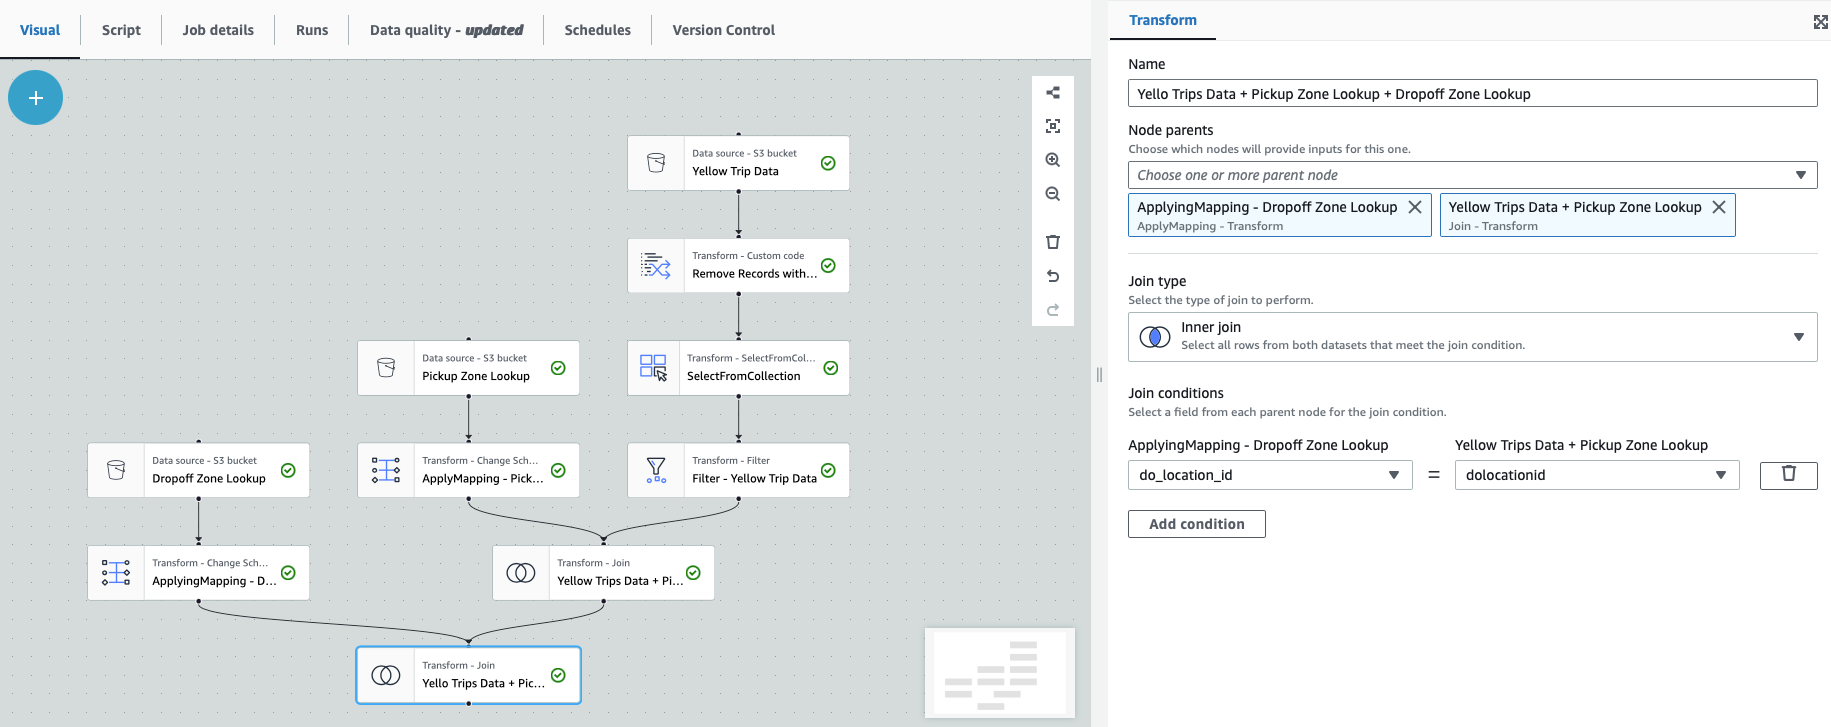 Visual
Script
Job details
Runs
Data quality - updated
Schedules
Version Control
Data source - S3 bucket
Yellow Trip Data
Transform - Custom code
Remove Records with...
Data source - S3 bucket
Pickup Zone Lookup
Transform - SelectFromCol...
SelectFromCollection
Data source - S3 bucket
Dropoff Zone Lookup
Transform - Change Sch...
ApplyMapping - Pick...
Transform - Filter
Filter - Yellow Trip Data
Transform - Change Sch...
ApplyingMapping - D...
Transform - Join
Yellow Trips Data + Pi...
Transform - Join
Yello Trips Data + Pic...
Transform
Name
Yello Trips Data + Pickup Zone Lookup + Dropoff Zone Lookup
Node parents
Choose which nodes will provide inputs for this one.
Choose one or more parent node
ApplyingMapping - Dropoff Zone Lookup
ApplyMapping - Transform
Yellow Trips Data + Pickup Zone Lookup
Join - Transform
Join type
Select the type of join to perform.
Inner join
Select all rows from both datasets that meet the join condition.
Join conditions
Select a field from each parent node for the join condition.
ApplyingMapping - Dropoff Zone Lookup
Yellow Trips Data + Pickup Zone Lookup
do_location_id
=
dolocationid
Add condition